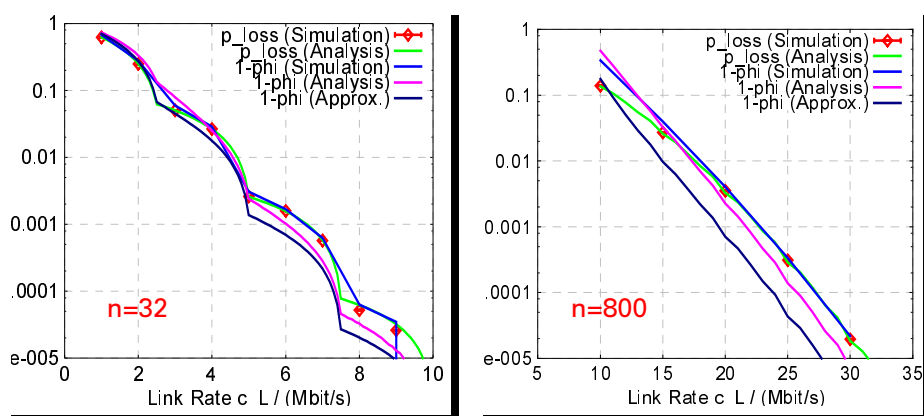 1
0.1
0.01
0.001
.0001
e-005
0 2 4 6 8 10
Link Rate c L / (Mbit/s)
p_loss (Simulation)
p_loss (Analysis)
1-phi (Simulation)
1-phi (Analysis)
1-phi (Approx.)
n=32
1
0.1
0.01
0.001
.0001
e-005
5 10 15 20 25 30 35
Link Rate c L / (Mbit/s)
p_loss (Simulation)
p_loss (Analysis)
1-phi (Simulation)
1-phi (Analysis)
1-phi (Approx.)
n=800